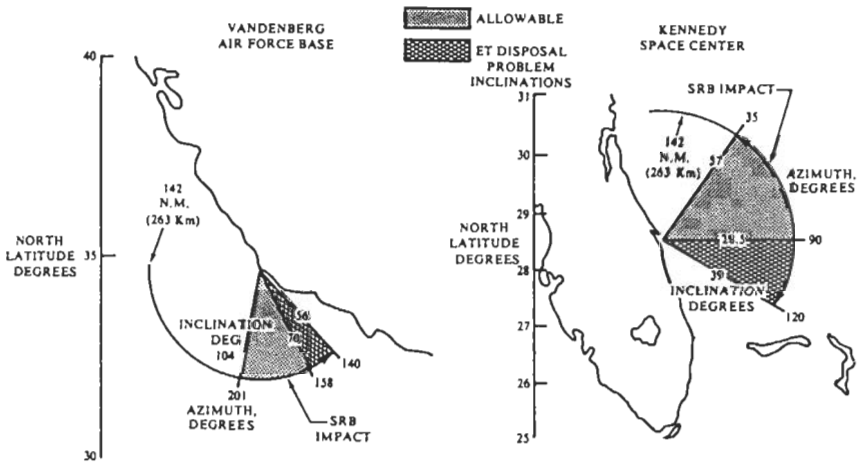 VANDENBERG
AIR FORCE BASE
ALLOWABLE
ET DISPOSAL
PROBLEM
INCLINATIONS
KENNEDY
SPACE CENTER
40
35
30
NORTH
LATITUDE
DEGREES
142
N.M.
(263 Km)
INCLINATION
DEG
104
70
56
140
158
201
AZIMUTH,
DEGREES
SRB
IMPACT
31
30
29
28
27
26
25
NORTH
LATITUDE
DEGREES
SRB IMPACT
35
142
N.M.
(263 Km)
57
AZIMUTH,
DEGREES
28.5
90
39
INCLINATION
DEGREES
120